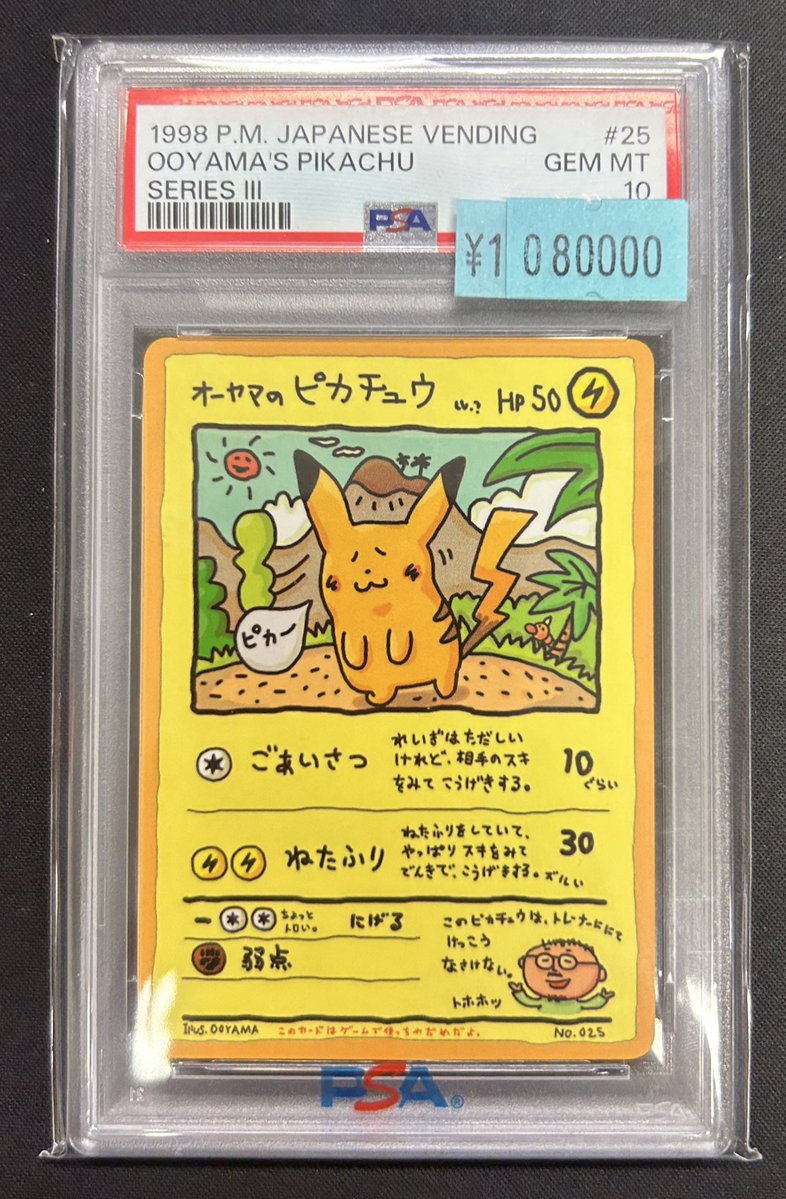 PSA
1998 P.M. JAPANESE VENDING #25
OOYAMA'S PIKACHU GEM MT
SERIES III 10
PSA
¥1 080000
オーヤマのピカチュウ LV.? HP 50
ピカー
ごあいさつ 10ぐらい
れいぎはただしい
けれど、相手のスキ
をみてこうげきする。
ねたふり 30
ねたふりをしていて、
やっぱりスキをみて
でんきで、こうげきする。ズルい
ー ちょっと にげる
トロい。
弱点
このピカチュウは、トレーナーににて
けっこう
なさけない。
トホホッ
ILLUS. OOYAMA このカードはゲームで使っちゃだめだよ。 NO. 025
PSA®